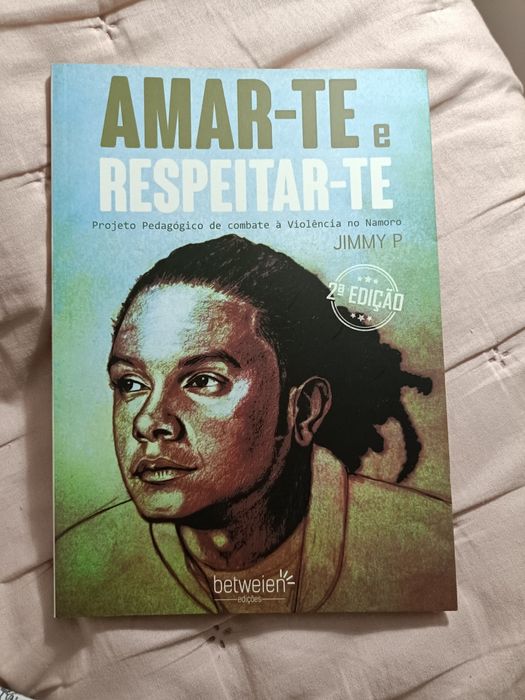 AMAR-TE e
RESPEITAR-TE
Projeto Pedagógico de combate à Violência no Namoro
JIMMY P
2ª EDIÇÃO
betweien
edições